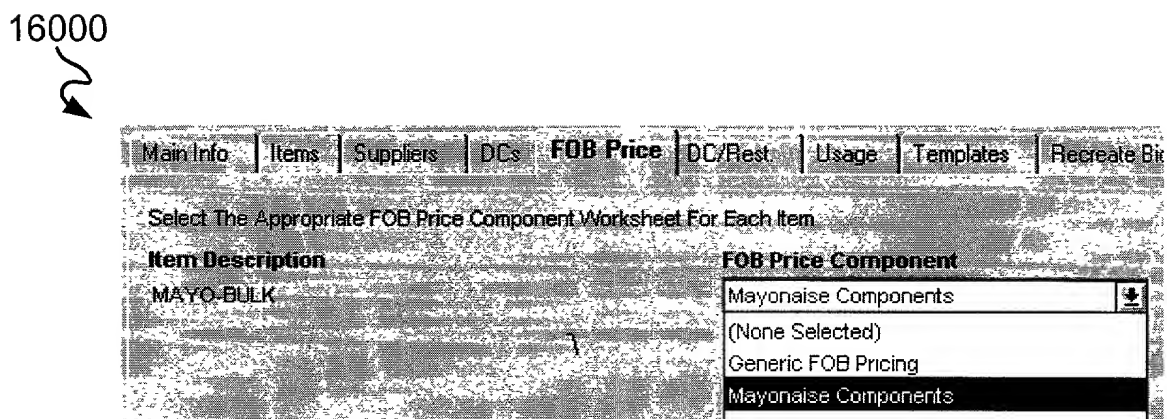 16000
Main Info Items Suppliers DCs FOB Price DC/Rest. Usage Templates Recreate Bid
Select The Appropriate FOB Price Component Worksheet For Each Item
Item Description FOB Price Component
MAYO-BULK Mayonaise Components
(None Selected)
Generic FOB Pricing
Mayonaise Components